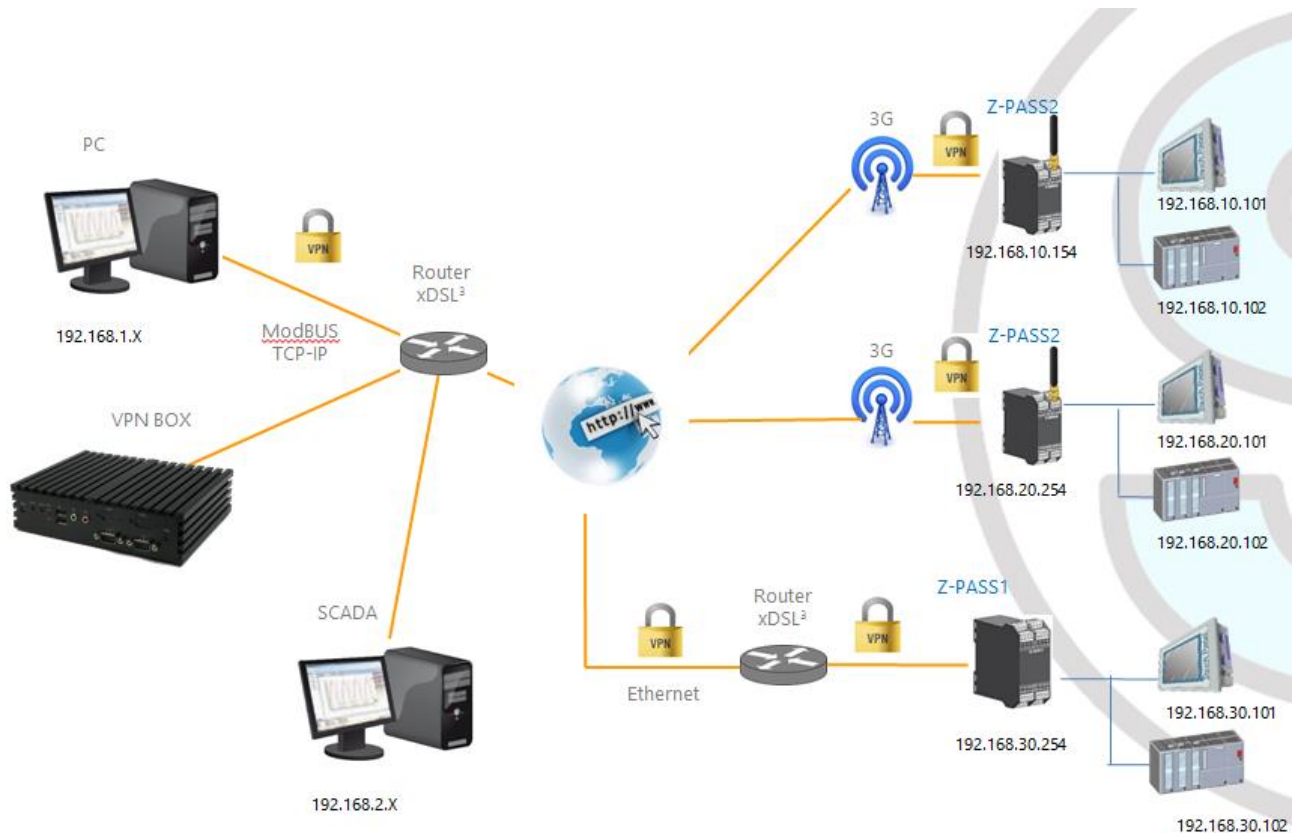 PC
VPN
192.168.1.X
Router
xDSL³
ModBUS
TCP-IP
VPN BOX
SCADA
192.168.2.X
http://www.
3G
VPN
Z-PASS2
192.168.10.154
192.168.10.101
192.168.10.102
3G
VPN
Z-PASS2
192.168.20.254
192.168.20.101
192.168.20.102
VPN
Ethernet
Router
xDSL³
VPN
Z-PASS1
192.168.30.254
192.168.30.101
192.168.30.102